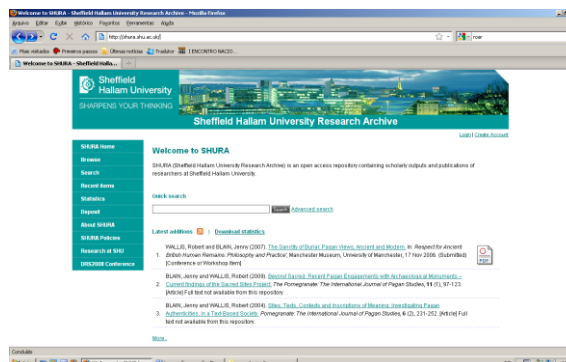 Welcome to SHURA - Sheffield Hallam University Research Archive - Mozilla Firefox
Arquivo Editar Exibir Histórico Favoritos Ferramentas Ajuda
http://shura.shu.ac.uk/
roar
Mais visitados Primeiros passos Últimas notícias Tradutor I ENCONTRO NACIO...
Welcome to SHURA - Sheffield Halla...
Sheffield
Hallam University
SHARPENS YOUR THINKING
Sheffield Hallam University Research Archive
Login | Create Account
SHURA Home
Browse
Search
Recent items
Statistics
Deposit
About SHURA
SHURA Policies
Research at SHU
DRS2008 Conference
Welcome to SHURA
SHURA (Sheffield Hallam University Research Archive) is an open access repository containing scholarly outputs and publications of
researchers at Sheffield Hallam University.
Quick search
Search Advanced search
Latest additions | Download statistics
WALLIS, Robert and BLAIN, Jenny (2007). The Sanctity of Burial: Pagan Views, Ancient and Modern. In: Respect for Ancient
1. British Human Remains: Philosophy and Practice, Manchester Museum, University of Manchester, 17 Nov 2006. (Submitted)
[Conference or Workshop Item]
PDF
BLAIN, Jenny and WALLIS, Robert (2009). Beyond Sacred: Recent Pagan Engagements with Archaeological Monuments –
2. Current findings of the Sacred Sites Project. The Pomegranate: The International Journal of Pagan Studies, 11 (1), 97-123.
[Article] Full text not available from this repository.
BLAIN, Jenny and WALLIS, Robert (2004). Sites, Texts, Contexts and Inscriptions of Meaning: Investigating Pagan
3. Authenticities, in a Text-Based Society. Pomegranate: The International Journal of Pagan Studies, 6 (2), 231-252. [Article] Full
text not available from this repository.
More..
Concluído